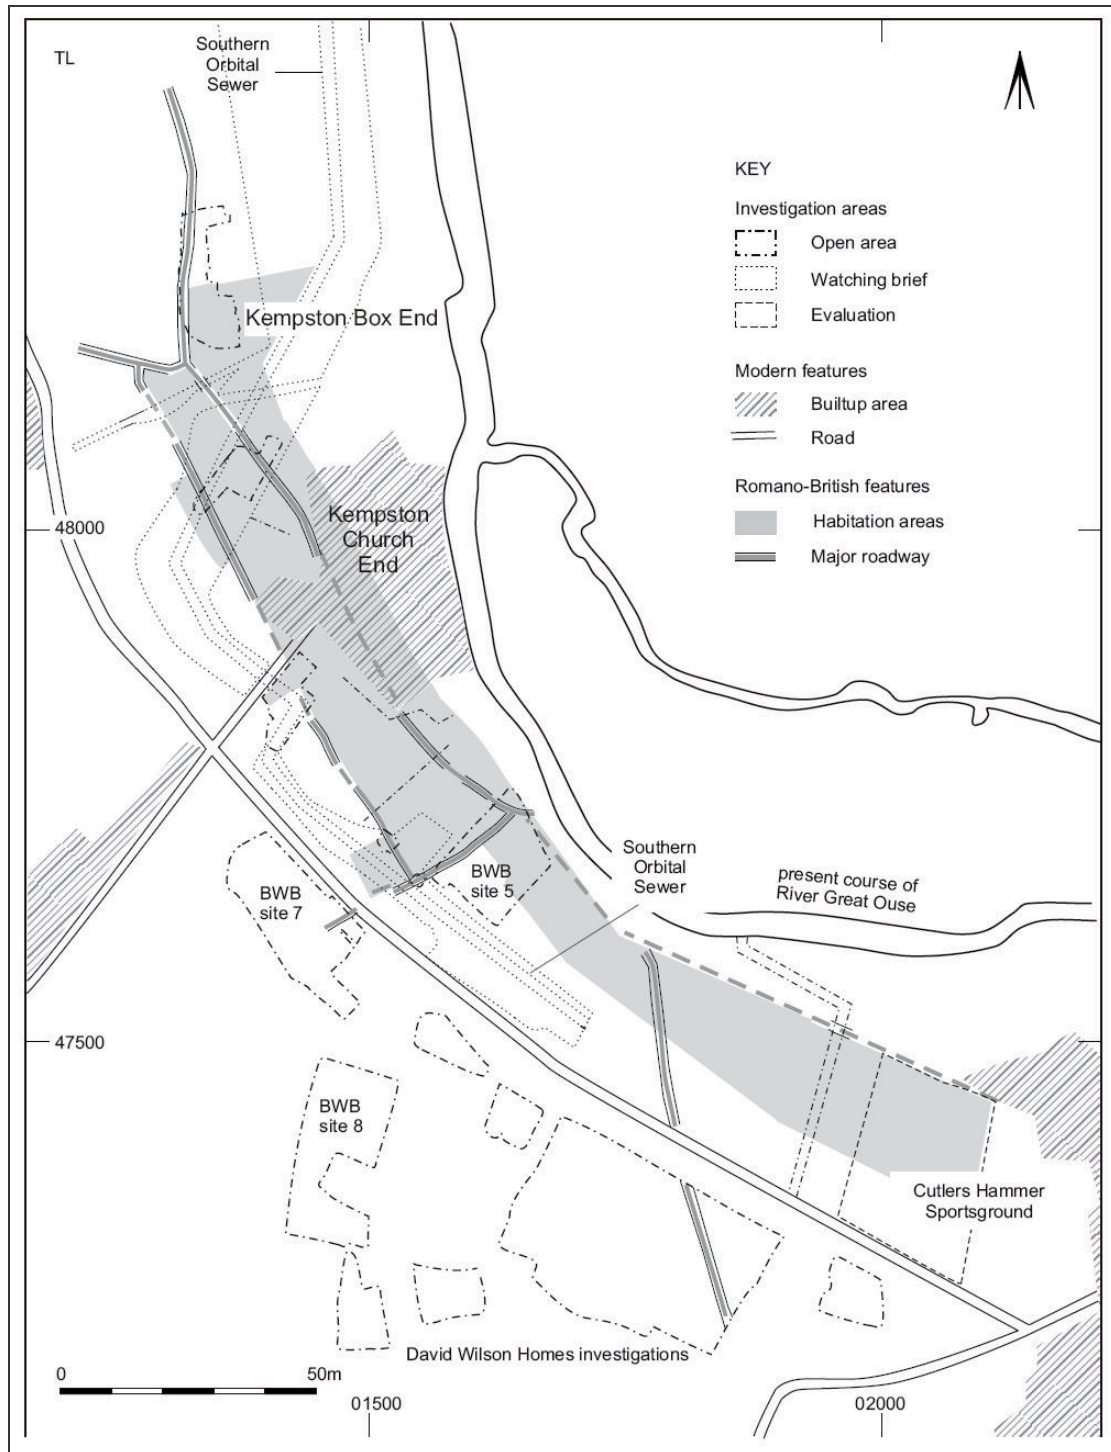 TL
Southern
Orbital
Sewer
KEY
Investigation areas
Open area
Watching brief
Evaluation
Modern features
Builtup area
Road
Romano-British features
Habitation areas
Major roadway
Kempston Box End
Kempston
Church
End
48000
BWB
site 5
BWB
site 7
Southern
Orbital
Sewer
present course of
River Great Ouse
47500
BWB
site 8
Cutlers Hammer
Sportsground
David Wilson Homes investigations
0 50m
01500
02000